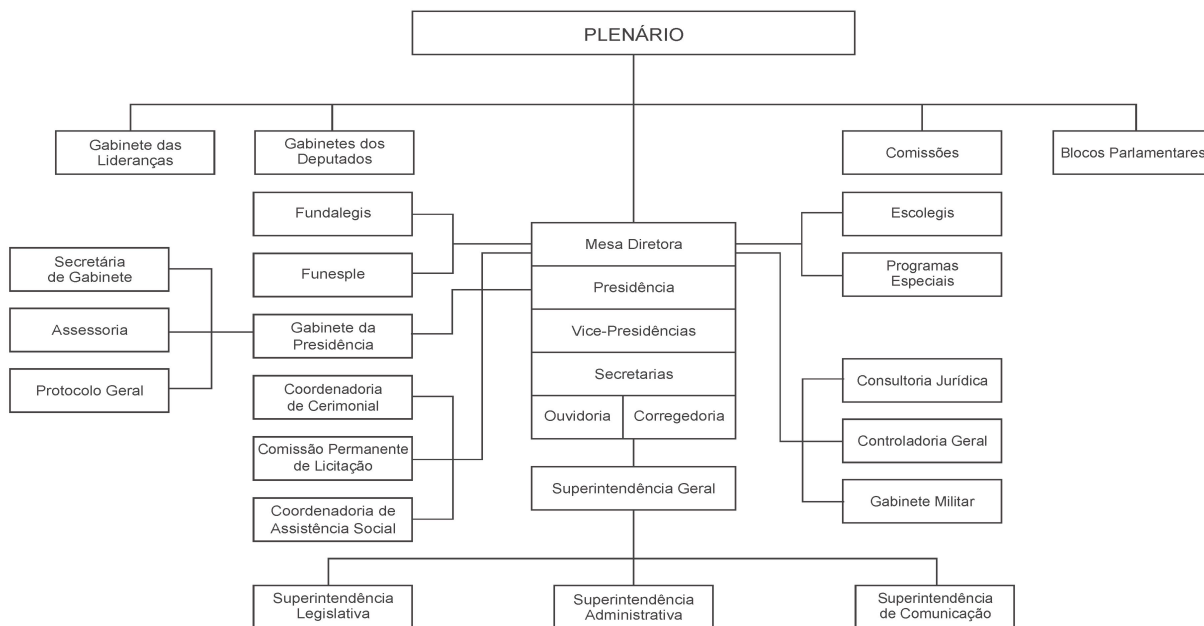 PLENÁRIO
Gabinete das
Lideranças
Gabinetes dos
Deputados
Comissões
Blocos Parlamentares
Fundalegis
Funesple
Mesa Diretora
Presidência
Vice-Presidências
Secretarias
Ouvidoria
Corregedoria
Escolegis
Programas
Especiais
Secretária
de Gabinete
Assessoria
Protocolo Geral
Gabinete da
Presidência
Coordenadoria
de Cerimonial
Comissão Permanente
de Licitação
Coordenadoria de
Assistência Social
Consultoria Jurídica
Controladoria Geral
Gabinete Militar
Superintendência Geral
Superintendência
Legislativa
Superintendência
Administrativa
Superintendência
de Comunicação